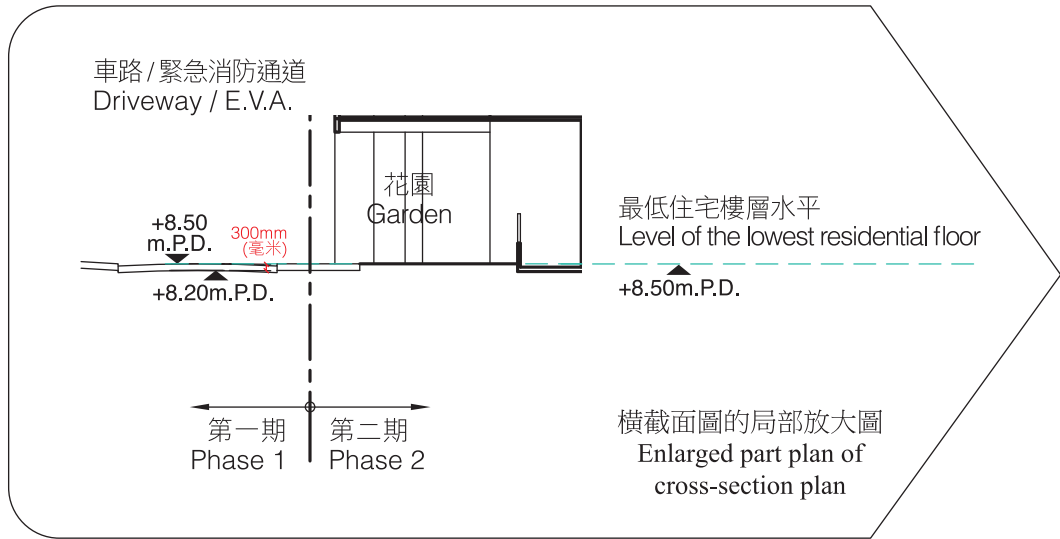 車路 / 緊急消防通道
Driveway / E.V.A.
花園
Garden
+8.50
m.P.D.
300mm
(毫米)
+8.20m.P.D.
最低住宅樓層水平
Level of the lowest residential floor
+8.50m.P.D.
第一期
Phase 1
第二期
Phase 2
橫截面圖的局部放大圖
Enlarged part plan of
cross-section plan